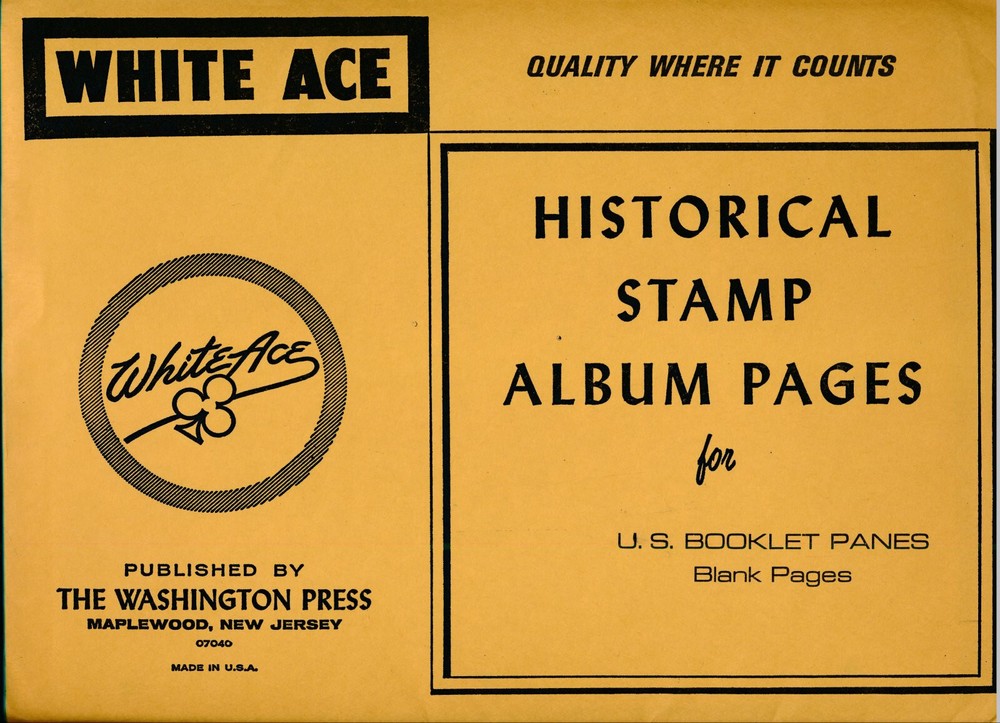 WHITE ACE
QUALITY WHERE IT COUNTS
White Ace
PUBLISHED BY
THE WASHINGTON PRESS
MAPLEWOOD, NEW JERSEY
07040
MADE IN U.S.A.
HISTORICAL
STAMP
ALBUM PAGES
for
U. S. BOOKLET PANES
Blank Pages